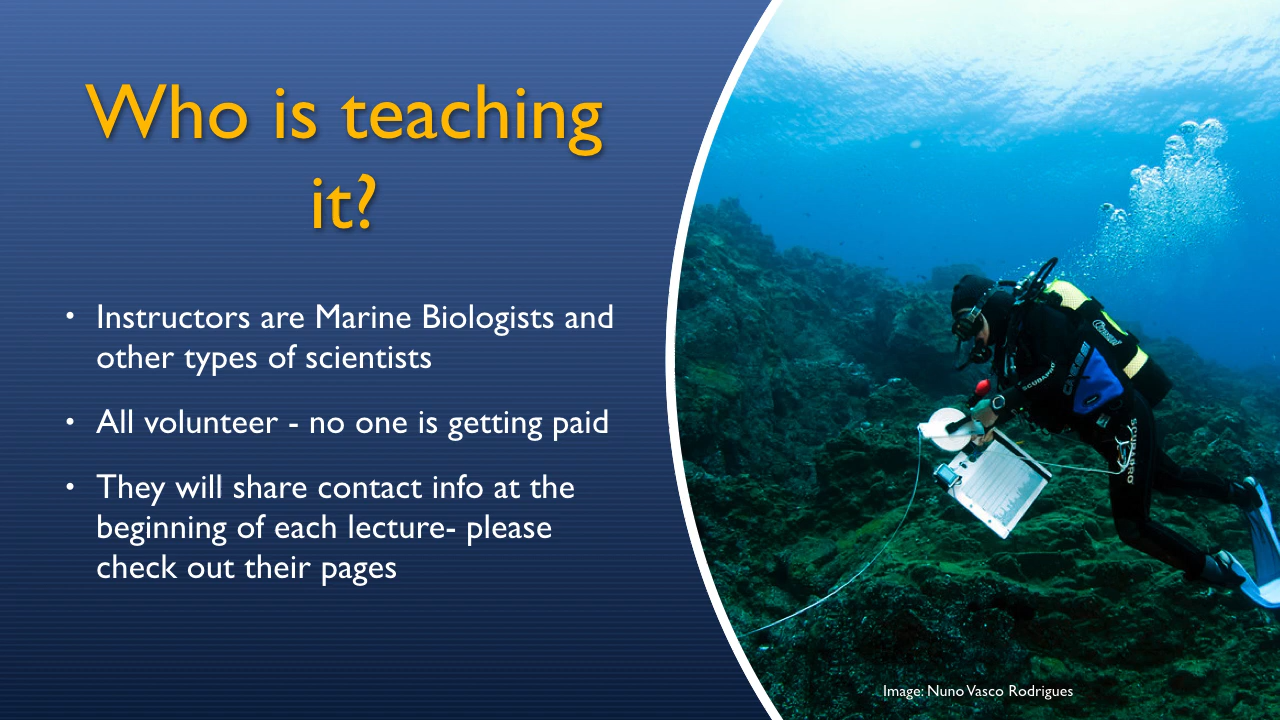 Who is teaching
it?
• Instructors are Marine Biologists and
other types of scientists
• All volunteer - no one is getting paid
• They will share contact info at the
beginning of each lecture- please
check out their pages
SCUBAPRO
SCUBAPRO
Image: Nuno Vasco Rodrigues